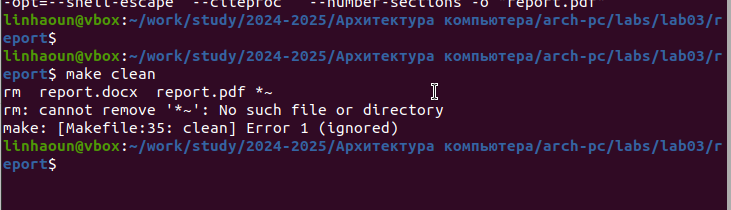 -opt=--shell-escape --citeproc --number-sections -o "report.pdf"
linhaoun@vbox:~/work/study/2024-2025/Архитектура компьютера/arch-pc/labs/lab03/r
eport$
linhaoun@vbox:~/work/study/2024-2025/Архитектура компьютера/arch-pc/labs/lab03/r
eport$ make clean
rm  report.docx  report.pdf *~
rm: cannot remove '*~': No such file or directory
make: [Makefile:35: clean] Error 1 (ignored)
linhaoun@vbox:~/work/study/2024-2025/Архитектура компьютера/arch-pc/labs/lab03/r
eport$